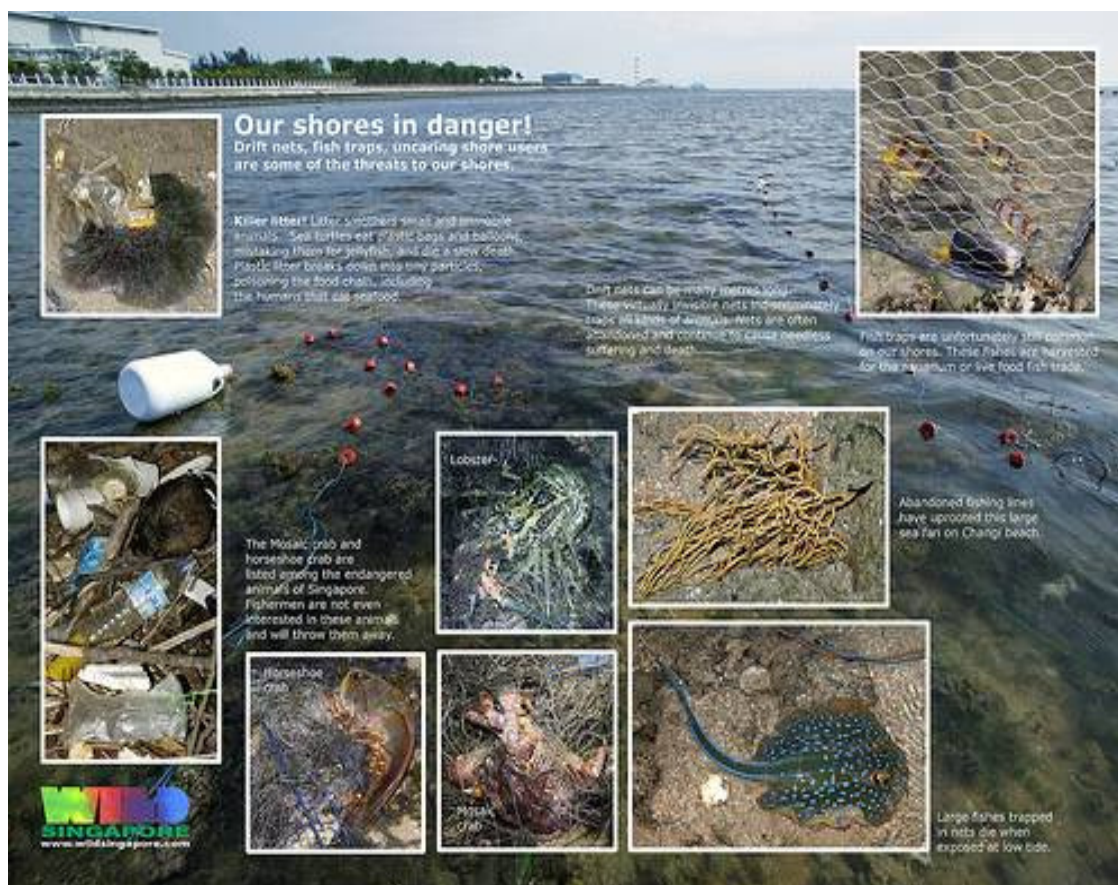 Our shores in danger!
Drift nets, fish traps, uncaring shore users
are some of the threats to our shores.
Killer litter! Litter smothers small and immobile
animals. Sea turtles eat plastic bags and balloons,
mistaking them for jellyfish, and die a slow death.
Plastic litter breaks down into tiny particles,
poisoning the food chain, including
the humans that eat seafood.
Drift nets can be many metres long.
These virtually invisible nets indiscriminately
traps all kinds of animals. Nets are often
abandoned and continue to cause needless
suffering and death.
Fish traps are unfortunately still common
on our shores. These fishes are harvested
for the aquarium or live food fish trade.
Lobster
Abandoned fishing lines
have uprooted this large
sea fan on Changi beach.
The Mosaic crab and
horseshoe crab are
listed among the endangered
animals of Singapore.
Fishermen are not even
interested in these animals
and will throw them away.
Horseshoe
crab
Mosaic
crab
Large fishes trapped
in nets die when
exposed at low tide.
WILD
SINGAPORE
www.wildsingapore.com